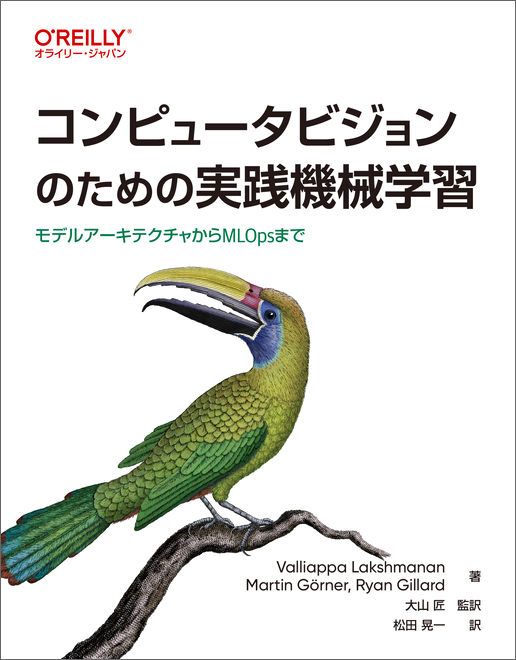 O'REILLY®
オライリー・ジャパン
コンピュータビジョン
のための実践機械学習
モデルアーキテクチャからMLOpsまで
Valliappa Lakshmanan
Martin Görner, Ryan Gillard 著
大山 匠 監訳
松田 晃一 訳